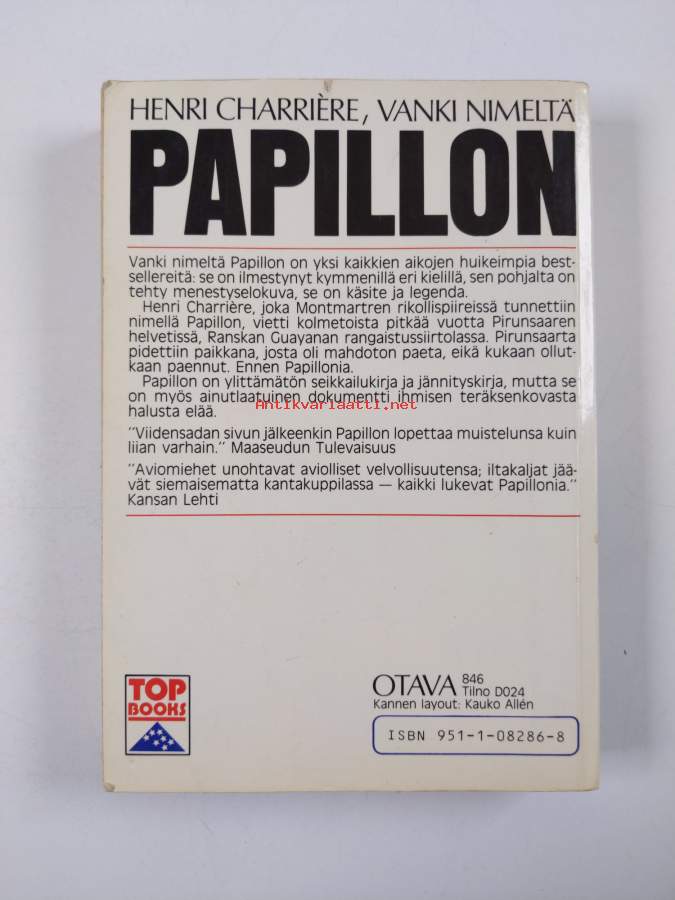 HENRI CHARRIÈRE, VANKI NIMELTÄ
PAPILLON
Vanki nimeltä Papillon on yksi kaikkien aikojen huikeimpia best-
sellereitä: se on ilmestynyt kymmenillä eri kielillä, sen pohjalta on
tehty menestyselokuva, se on käsite ja legenda.
Henri Charrière, joka Montmartren rikollispiireissä tunnettiin
nimellä Papillon, vietti kolmetoista pitkää vuotta Pirunsaaren
helvetissä, Ranskan Guayanan rangaistussiirtolassa. Pirunsaarta
pidettiin paikkana, josta oli mahdoton paeta, eikä kukaan ollut-
kaan paennut. Ennen Papillonia.
Papillon on ylittämätön seikkailukirja ja jännityskirja, mutta se
on myös ainutlaatuinen dokumentti ihmisen teräksenkovasta
Antikvariaatti.net
halusta elää.
"Viidensadan sivun jälkeenkin Papillon lopettaa muistelunsa kuin
liian varhain." Maaseudun Tulevaisuus
"Aviomiehet unohtavat aviolliset velvollisuutensa; iltakaljat jää-
vät siemaisematta kantakuppilassa — kaikki lukevat Papillonia."
Kansan Lehti
TOP
BOOKS
OTAVA 846
Tilno D024
Kannen layout: Kauko Allén
ISBN 951-1-08286-8